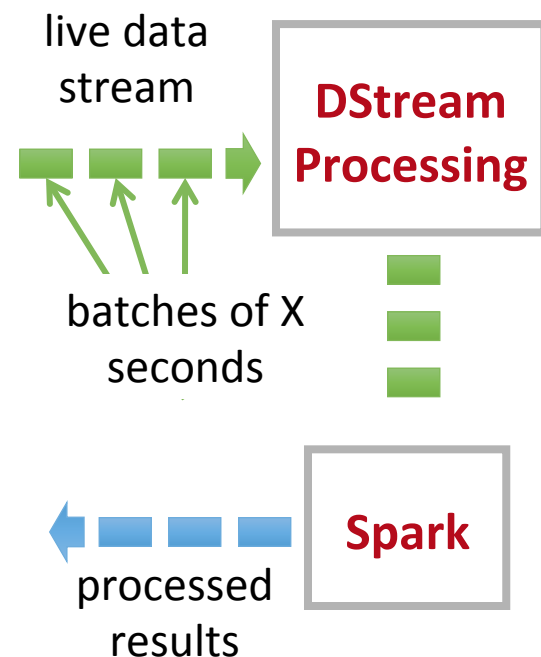 live data
stream
DStream
Processing
batches of X
seconds
Spark
processed
results